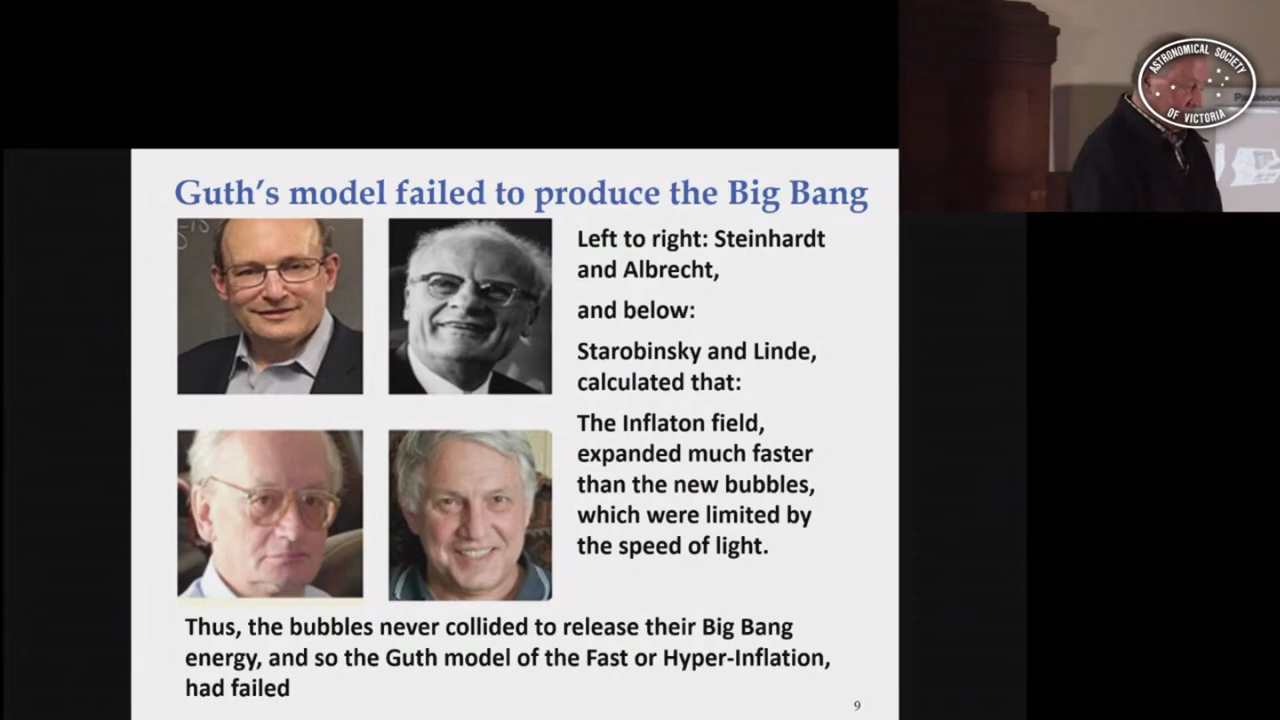 ASTRONOMICAL SOCIETY
OF VICTORIA
Guth's model failed to produce the Big Bang
Left to right: Steinhardt
and Albrecht,
and below:
Starobinsky and Linde,
calculated that:
The Inflaton field,
expanded much faster
than the new bubbles,
which were limited by
the speed of light.
Thus, the bubbles never collided to release their Big Bang
energy, and so the Guth model of the Fast or Hyper-Inflation,
had failed
9